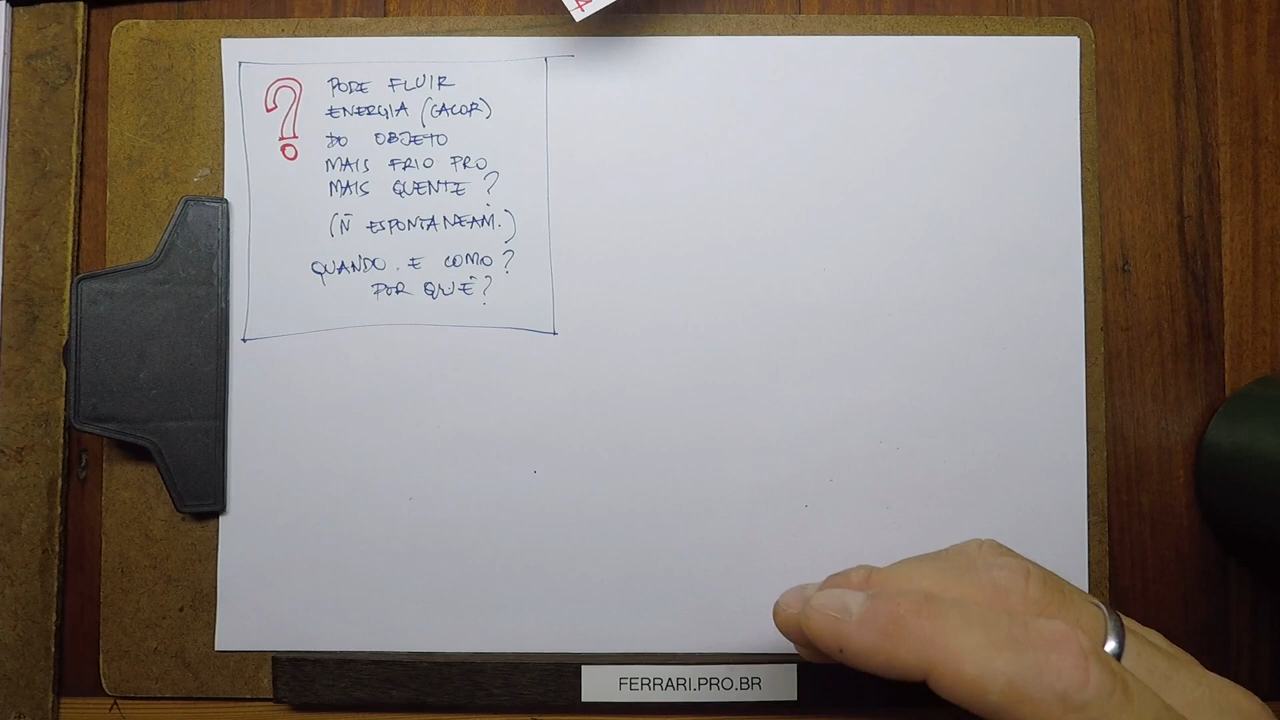 ?
PODE FLUIR
ENERGIA (CALOR)
DO OBJETO
MAIS FRIO PRO
MAIS QUENTE?
(Ñ ESPONTANEAM.)
QUANDO E COMO?
POR QUÊ?
FERRARI.PRO.BR